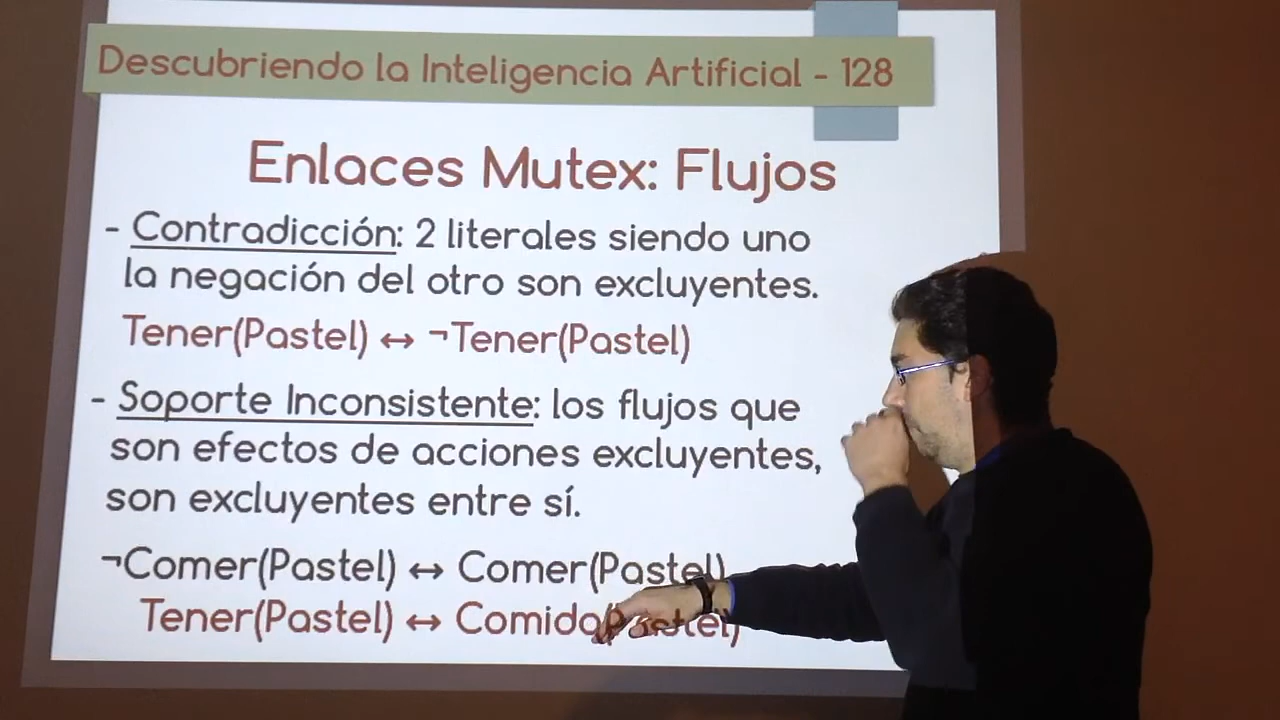 Descubriendo la Inteligencia Artificial - 128
Enlaces Mutex: Flujos
- Contradicción: 2 literales siendo uno
la negación del otro son excluyentes.
Tener(Pastel) ↔ ¬Tener(Pastel)
- Soporte Inconsistente: los flujos que
son efectos de acciones excluyentes,
son excluyentes entre sí.
¬Comer(Pastel) ↔ Comer(Pastel)
Tener(Pastel) ↔ Comido(Pastel)